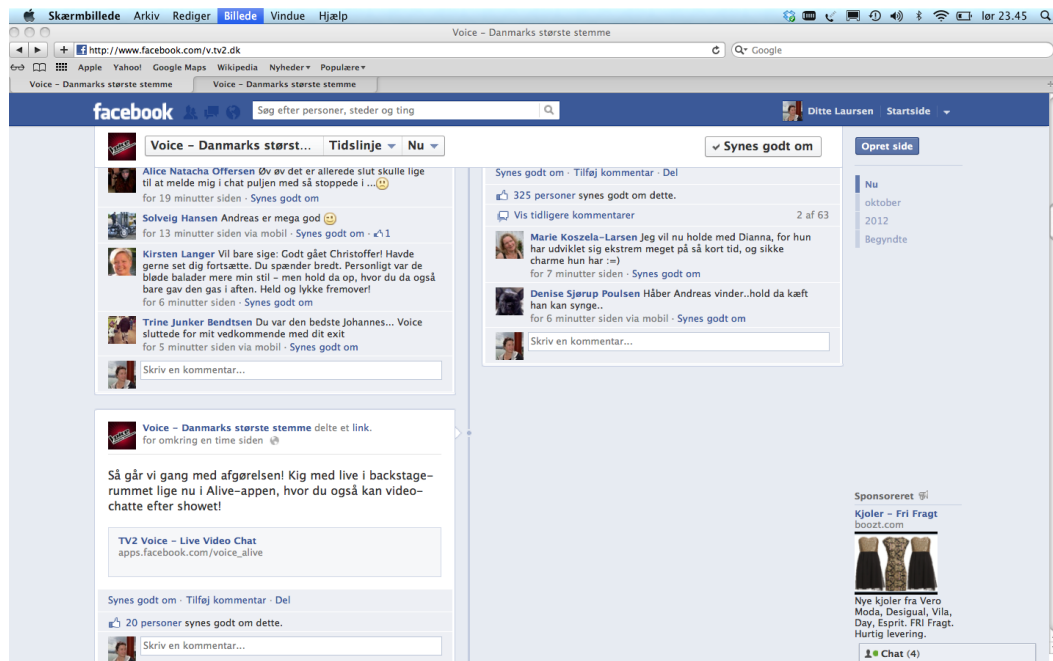 Skærmbillede Arkiv Rediger Billede Vindue Hjælp
lør 23.45
Voice – Danmarks største stemme
http://www.facebook.com/v.tv2.dk
Google
Apple Yahoo! Google Maps Wikipedia Nyheder Populære
Voice – Danmarks største stemme
Voice – Danmarks største stemme
facebook
Søg efter personer, steder og ting
Ditte Laursen Startside
Voice – Danmarks størst... Tidslinje Nu
Synes godt om
Opret side
Alice Natacha Offersen Øv øv det er allerede slut skulle lige
til at melde mig i chat puljen med så stoppede i ...
for 19 minutter siden · Synes godt om
Solveig Hansen Andreas er mega god
for 13 minutter siden via mobil · Synes godt om · 1
Kirsten Langer Vil bare sige: Godt gået Christoffer! Havde
gerne set dig fortsætte. Du spænder bredt. Personligt var de
bløde balader mere min stil – men hold da op, hvor du da også
bare gav den gas i aften. Held og lykke fremover!
for 6 minutter siden · Synes godt om
Trine Junker Bendtsen Du var den bedste Johannes... Voice
sluttede for mit vedkommende med dit exit
for 5 minutter siden via mobil · Synes godt om
Skriv en kommentar...
Voice – Danmarks største stemme delte et link.
for omkring en time siden
Så går vi gang med afgørelsen! Kig med live i backstage-
rummet lige nu i Alive-appen, hvor du også kan video-
chatte efter showet!
TV2 Voice – Live Video Chat
apps.facebook.com/voice_alive
Synes godt om · Tilføj kommentar · Del
20 personer synes godt om dette.
Skriv en kommentar...
Synes godt om · Tilføj kommentar · Del
325 personer synes godt om dette.
Vis tidligere kommentarer 2 af 63
Marie Koszela-Larsen Jeg vil nu holde med Dianna, for hun
har udviklet sig ekstrem meget på så kort tid, og sikke
charme hun har :=)
for 7 minutter siden · Synes godt om
Denise Sjørup Poulsen Håber Andreas vinder..hold da kæft
han kan synge..
for 6 minutter siden via mobil · Synes godt om
Skriv en kommentar...
Nu
oktober
2012
Begyndte
Sponsoreret
Kjoler – Fri Fragt
boozt.com
Nye kjoler fra Vero
Moda, Desigual, Vila,
Day, Esprit. FRI Fragt.
Hurtig levering.
Chat (4)